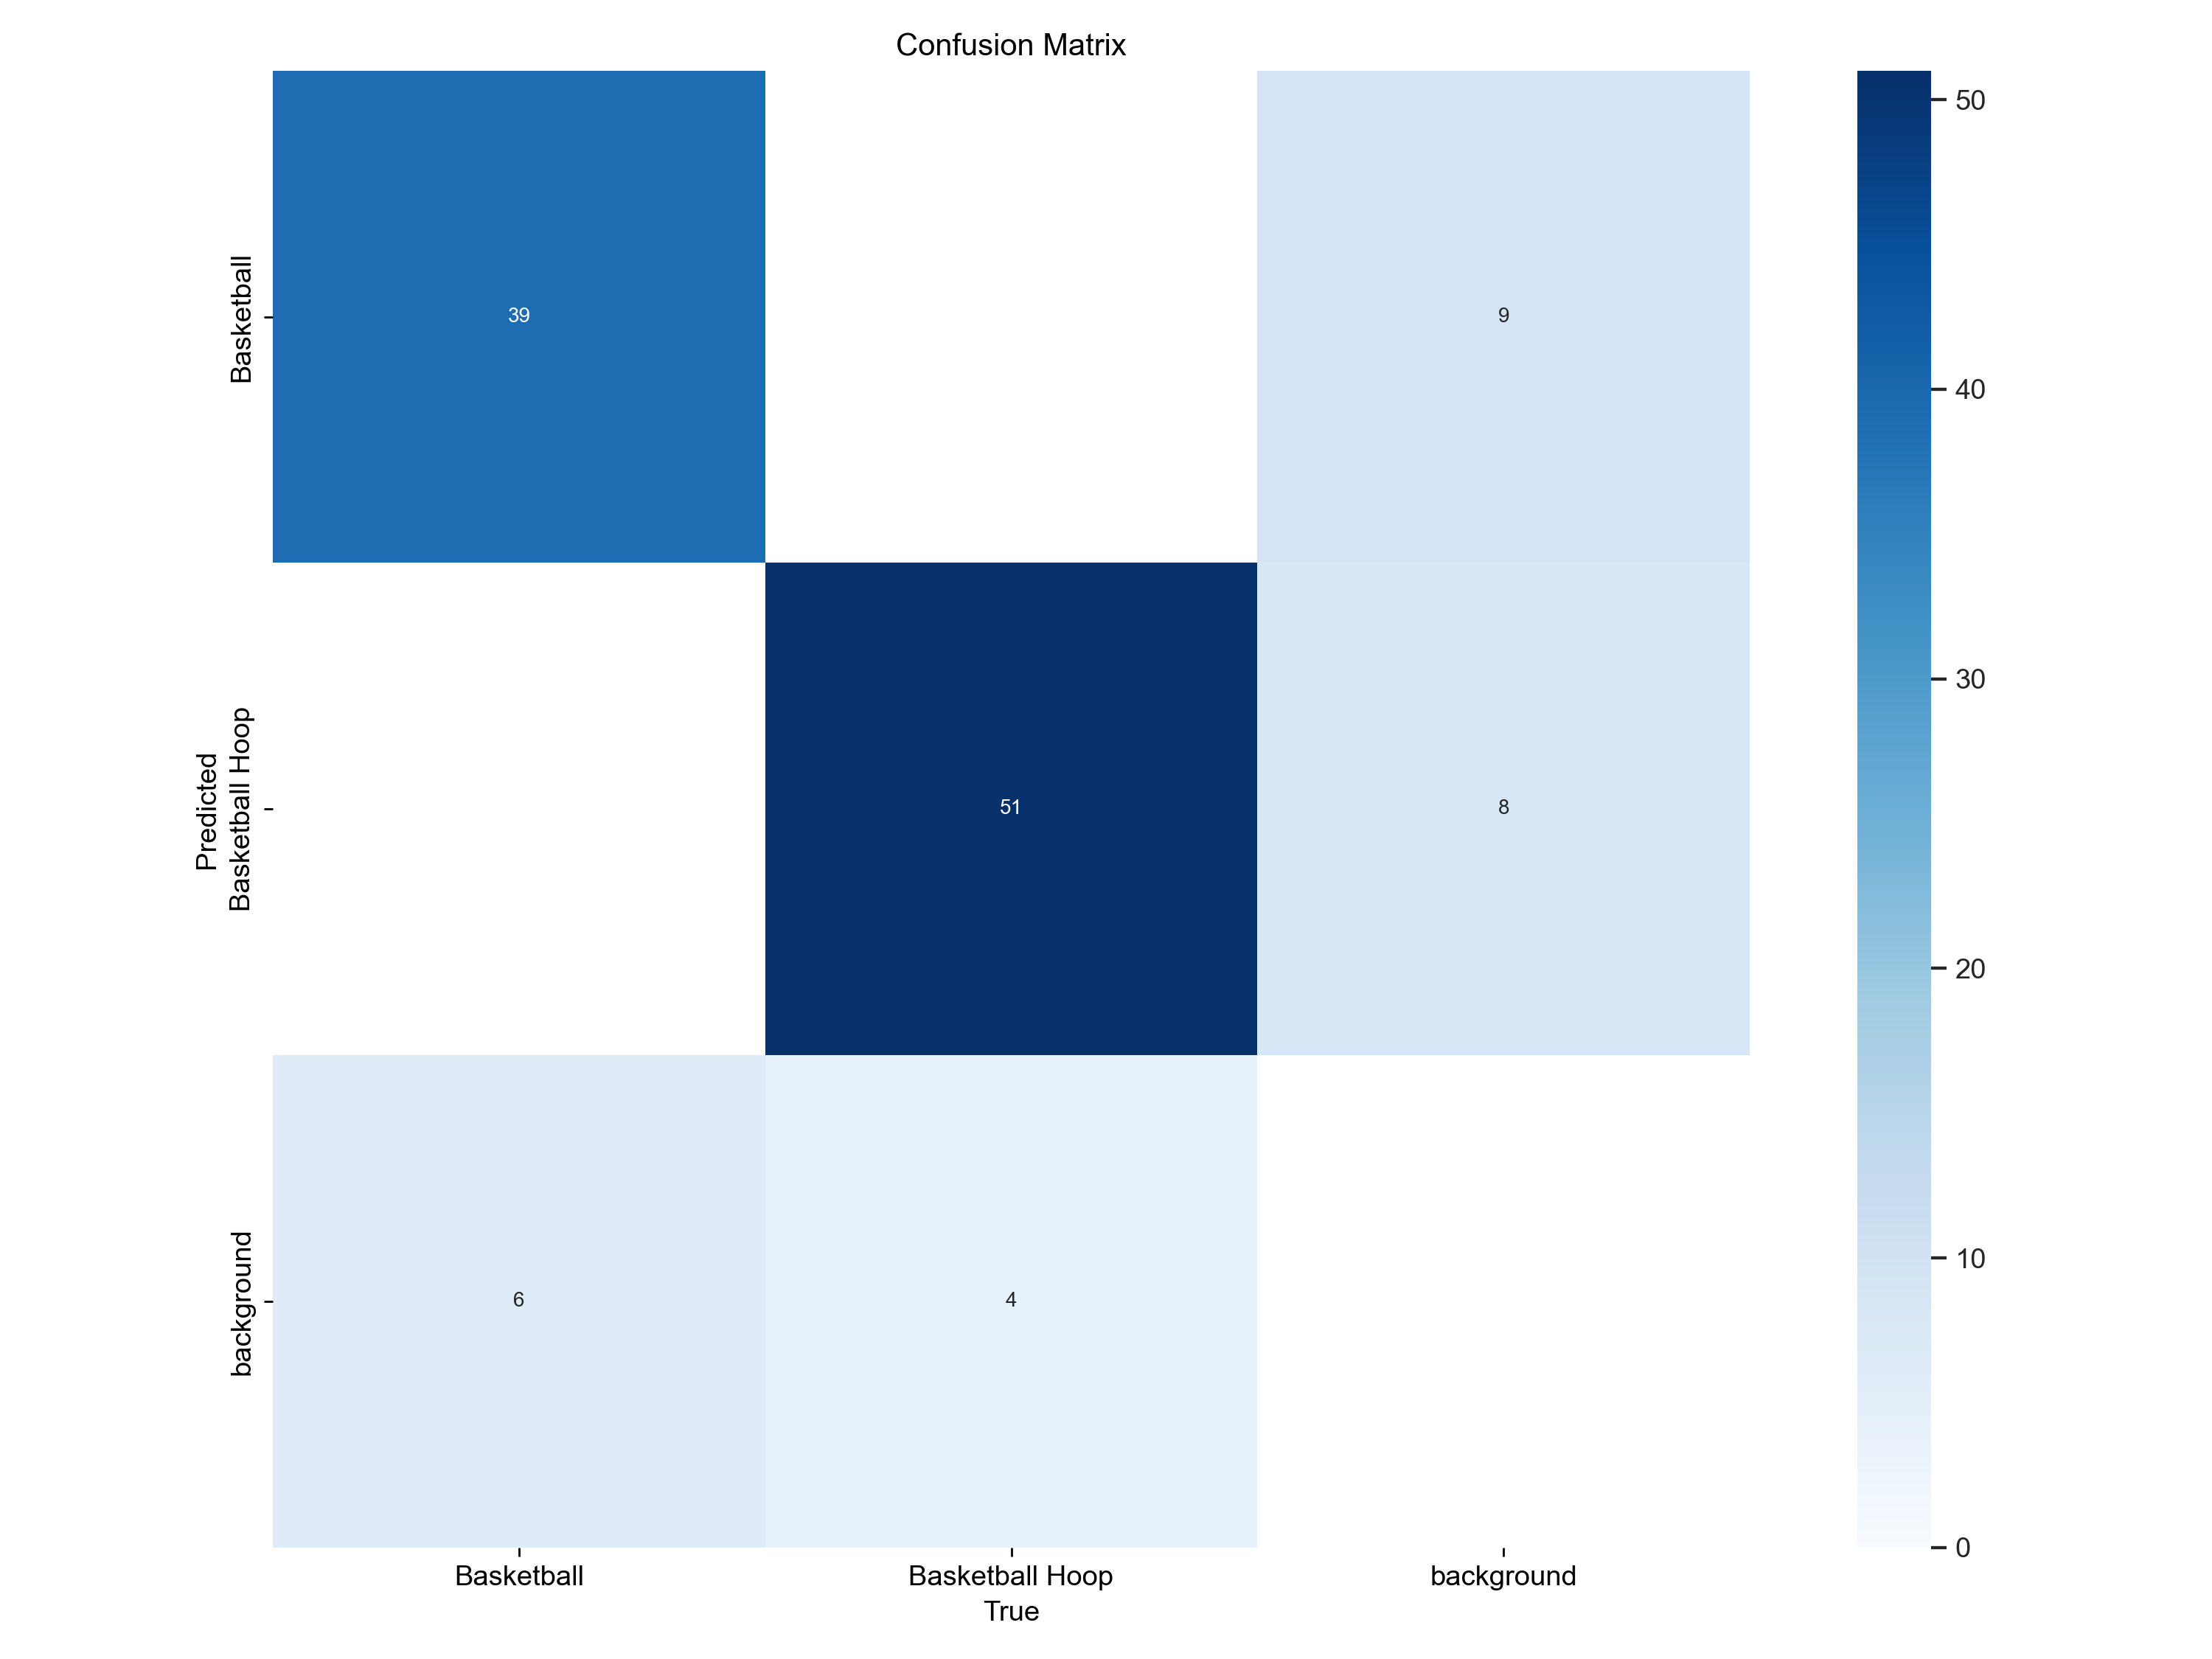 Confusion Matrix
Basketball
39
9
50
40
30
20
10
0
Predicted
Basketball Hoop
51
8
background
6
4
Basketball
Basketball Hoop
background
True